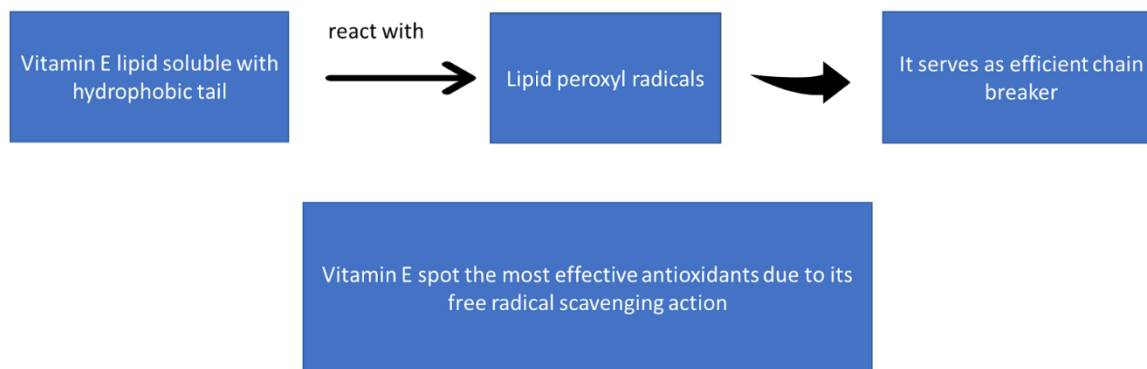 Vitamin E lipid soluble with
hydrophobic tail
react with
Lipid peroxyl radicals
It serves as efficient chain
breaker
Vitamin E spot the most effective antioxidants due to its
free radical scavenging action